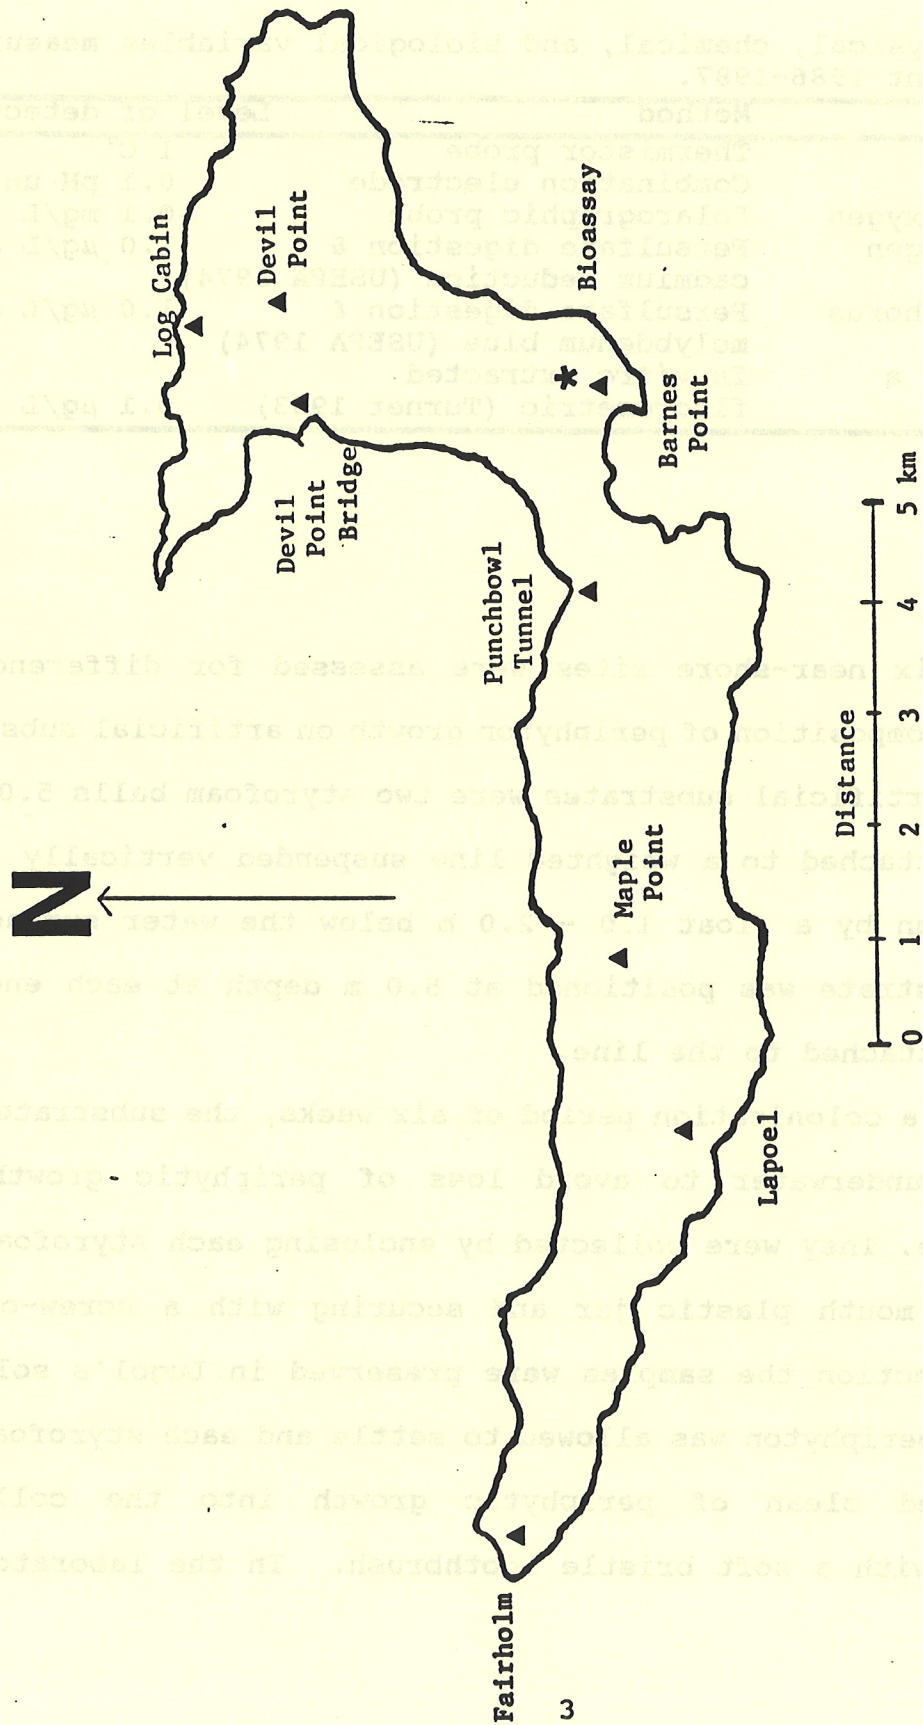 N
Log Cabin
Devil
Point
Devil
Point
Bridge
Bioassay
*
Barnes
Point
Punchbowl
Tunnel
Maple
Point
Lapoel
Fairholm
Distance
0 1 2 3 4 5 km
3